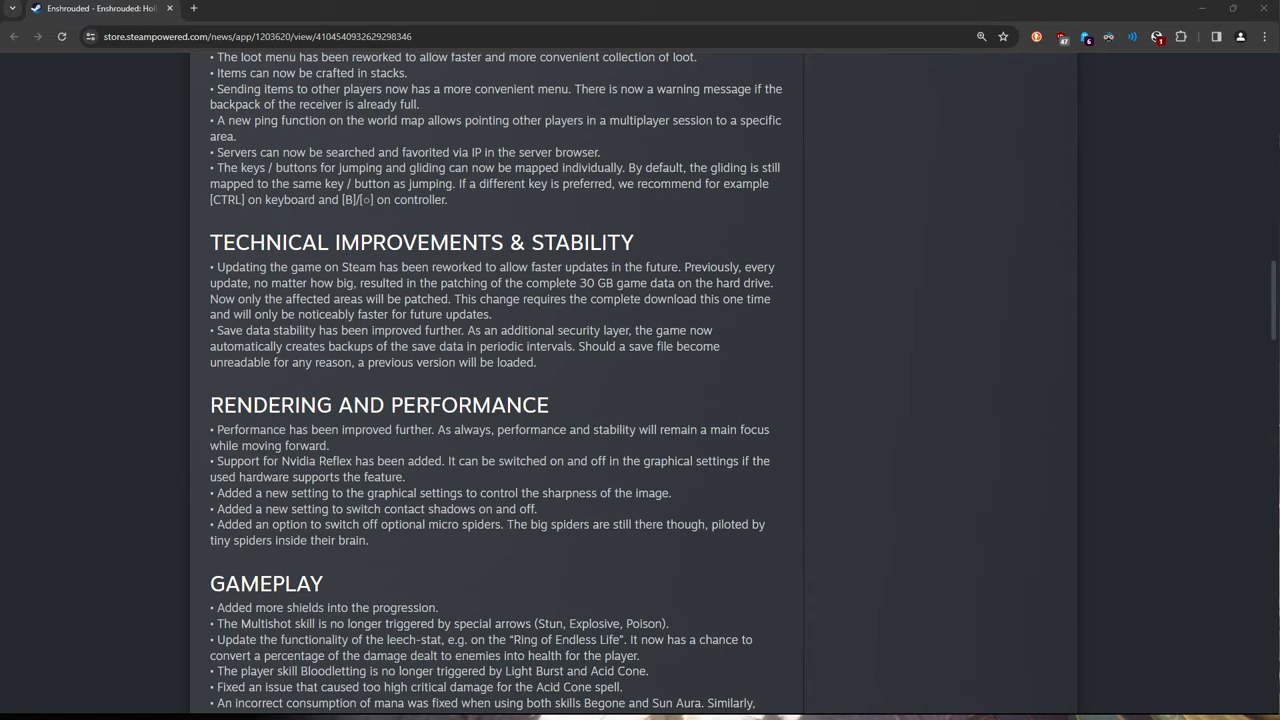 Enshrouded: Holl
store.steampowered.com/news/app/1203620/view/4104540932629298346
47
6
1
• The loot menu has been reworked to allow faster and more convenient collection of loot.
• Items can now be crafted in stacks.
• Sending items to other players now has a more convenient menu. There is now a warning message if the
backpack of the receiver is already full.
• A new ping function on the world map allows pointing other players in a multiplayer session to a specific
area.
• Servers can now be searched and favorited via IP in the server browser.
• The keys / buttons for jumping and gliding can now be mapped individually. By default, the gliding is still
mapped to the same key / button as jumping. If a different key is preferred, we recommend for example
[CTRL] on keyboard and [B]/[○] on controller.
TECHNICAL IMPROVEMENTS & STABILITY
• Updating the game on Steam has been reworked to allow faster updates in the future. Previously, every
update, no matter how big, resulted in the patching of the complete 30 GB game data on the hard drive.
Now only the affected areas will be patched. This change requires the complete download this one time
and will only be noticeably faster for future updates.
• Save data stability has been improved further. As an additional security layer, the game now
automatically creates backups of the save data in periodic intervals. Should a save file become
unreadable for any reason, a previous version will be loaded.
RENDERING AND PERFORMANCE
• Performance has been improved further. As always, performance and stability will remain a main focus
while moving forward.
• Support for Nvidia Reflex has been added. It can be switched on and off in the graphical settings if the
used hardware supports the feature.
• Added a new setting to the graphical settings to control the sharpness of the image.
• Added a new setting to switch contact shadows on and off.
• Added an option to switch off optional micro spiders. The big spiders are still there though, piloted by
tiny spiders inside their brain.
GAMEPLAY
• Added more shields into the progression.
• The Multishot skill is no longer triggered by special arrows (Stun, Explosive, Poison).
• Update the functionality of the leech-stat, e.g. on the “Ring of Endless Life”. It now has a chance to
convert a percentage of the damage dealt to enemies into health for the player.
• The player skill Bloodletting is no longer triggered by Light Burst and Acid Cone.
• Fixed an issue that caused too high critical damage for the Acid Cone spell.
• An incorrect consumption of mana was fixed when using both skills Begone and Sun Aura. Similarly,